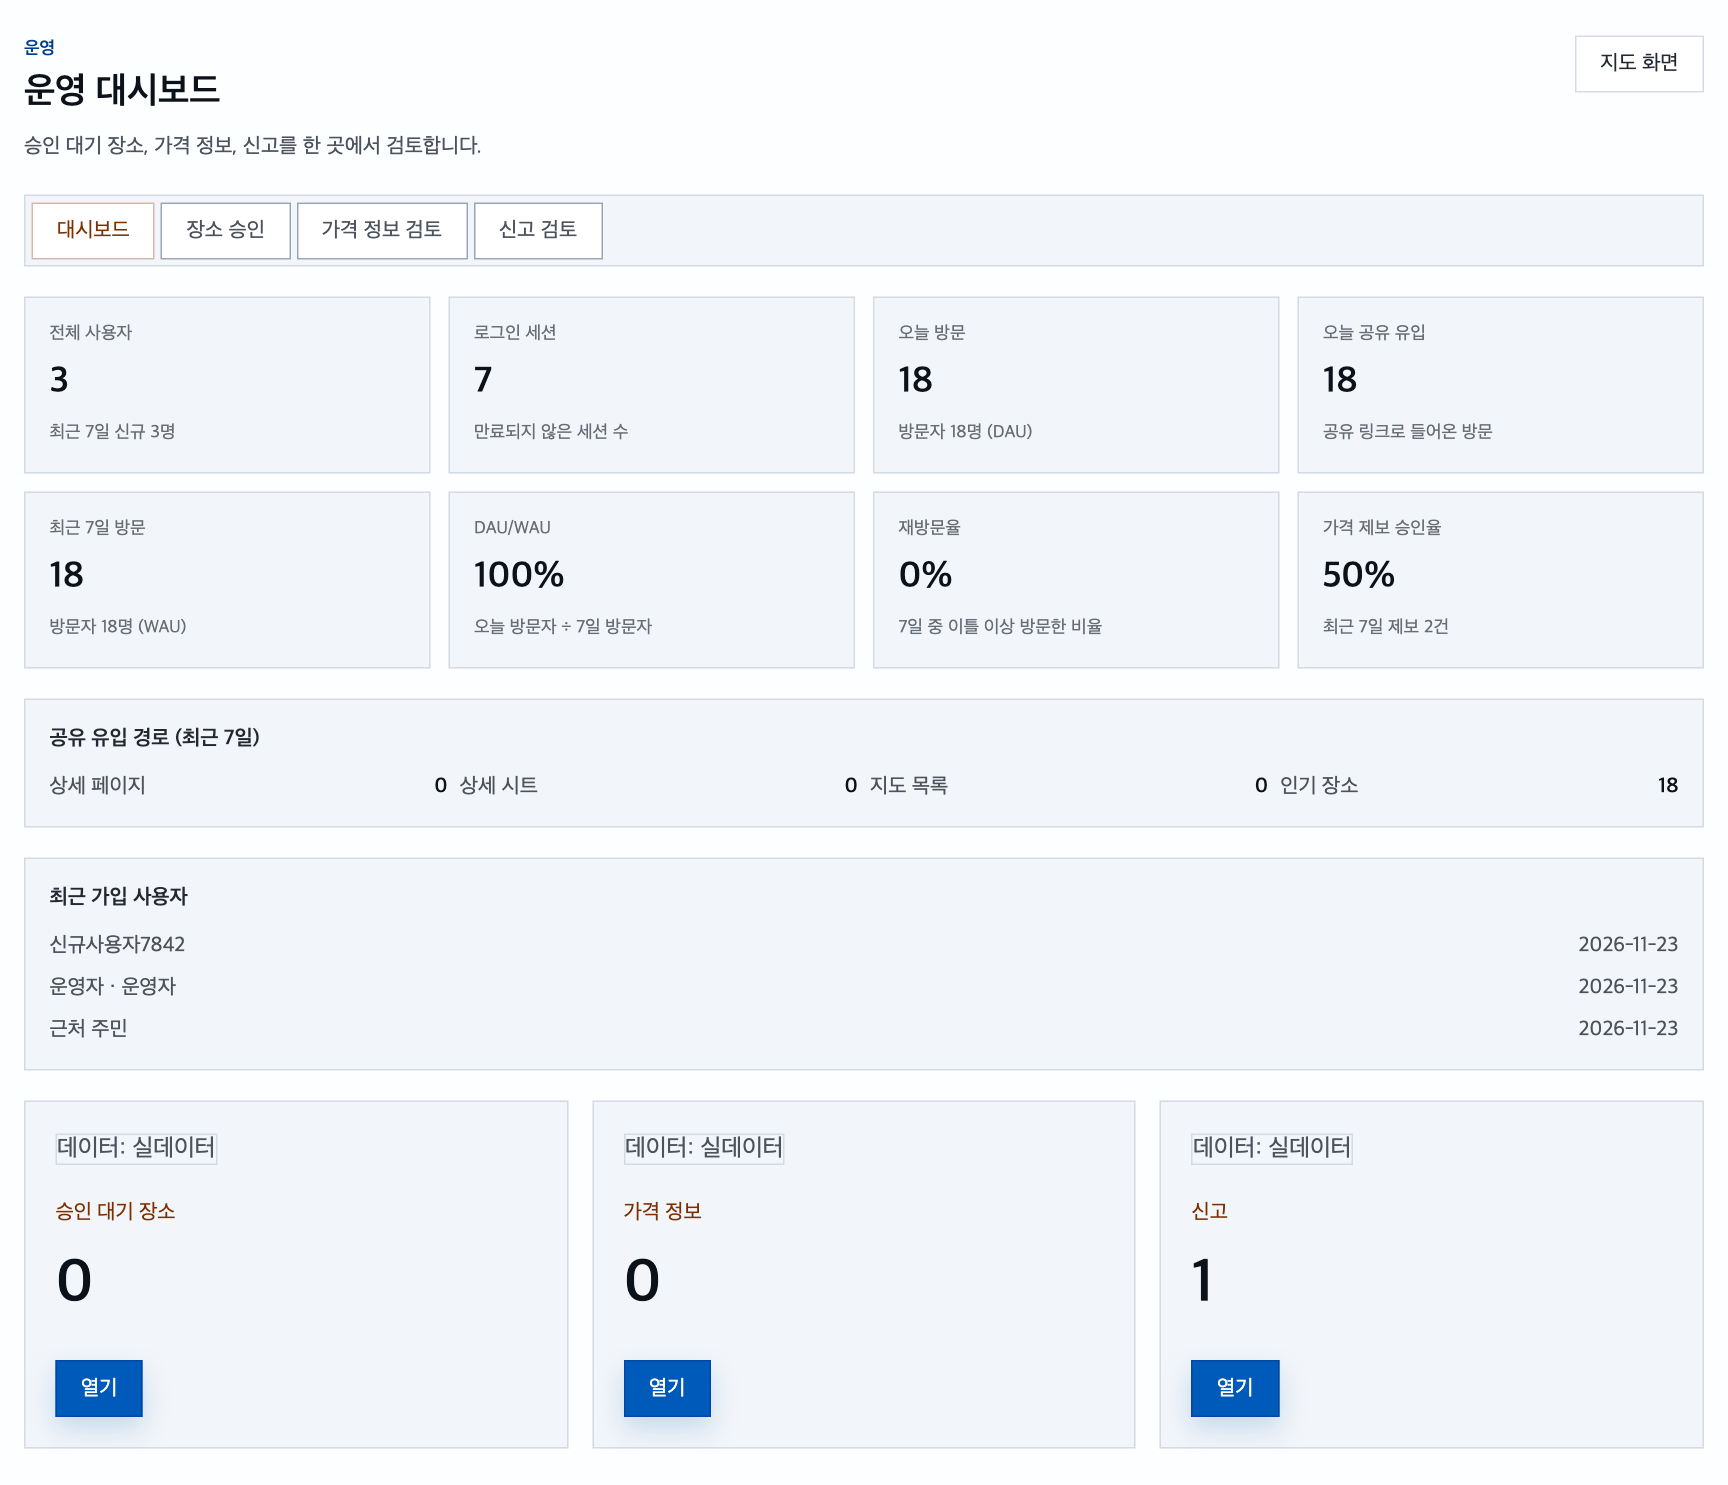 운영
운영 대시보드
승인 대기 장소, 가격 정보, 신고를 한 곳에서 검토합니다.
지도 화면
대시보드
장소 승인
가격 정보 검토
신고 검토
전체 사용자
3
최근 7일 신규 3명
로그인 세션
7
만료되지 않은 세션 수
오늘 방문
18
방문자 18명 (DAU)
오늘 공유 유입
18
공유 링크로 들어온 방문
최근 7일 방문
18
방문자 18명 (WAU)
DAU/WAU
100%
오늘 방문자 ÷ 7일 방문자
재방문율
0%
7일 중 이틀 이상 방문한 비율
가격 제보 승인율
50%
최근 7일 제보 2건
공유 유입 경로 (최근 7일)
상세 페이지 0
상세 시트 0
지도 목록 0
인기 장소 18
최근 가입 사용자
신규사용자7842 2026-11-23
운영자 · 운영자 2026-11-23
근처 주민 2026-11-23
데이터: 실데이터
승인 대기 장소
0
열기
데이터: 실데이터
가격 정보
0
열기
데이터: 실데이터
신고
1
열기